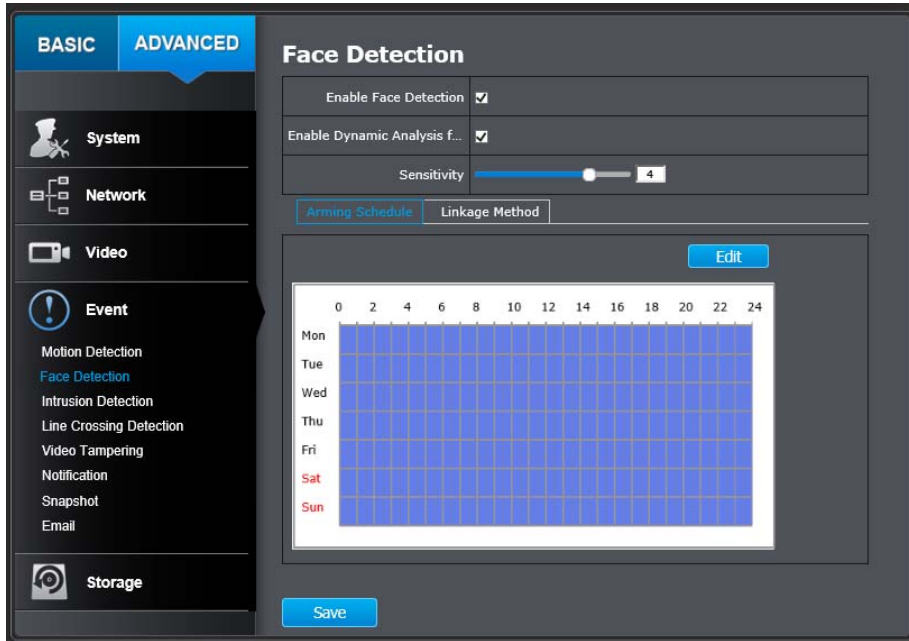 BASIC
ADVANCED
System
Network
Video
Event
Motion Detection
Face Detection
Intrusion Detection
Line Crossing Detection
Video Tampering
Notification
Snapshot
Email
Storage
Face Detection
Enable Face Detection
Enable Dynamic Analysis f...
Sensitivity 4
Arming Schedule Linkage Method
Edit
0 2 4 6 8 10 12 14 16 18 20 22 24
Mon
Tue
Wed
Thu
Fri
Sat
Sun
Save